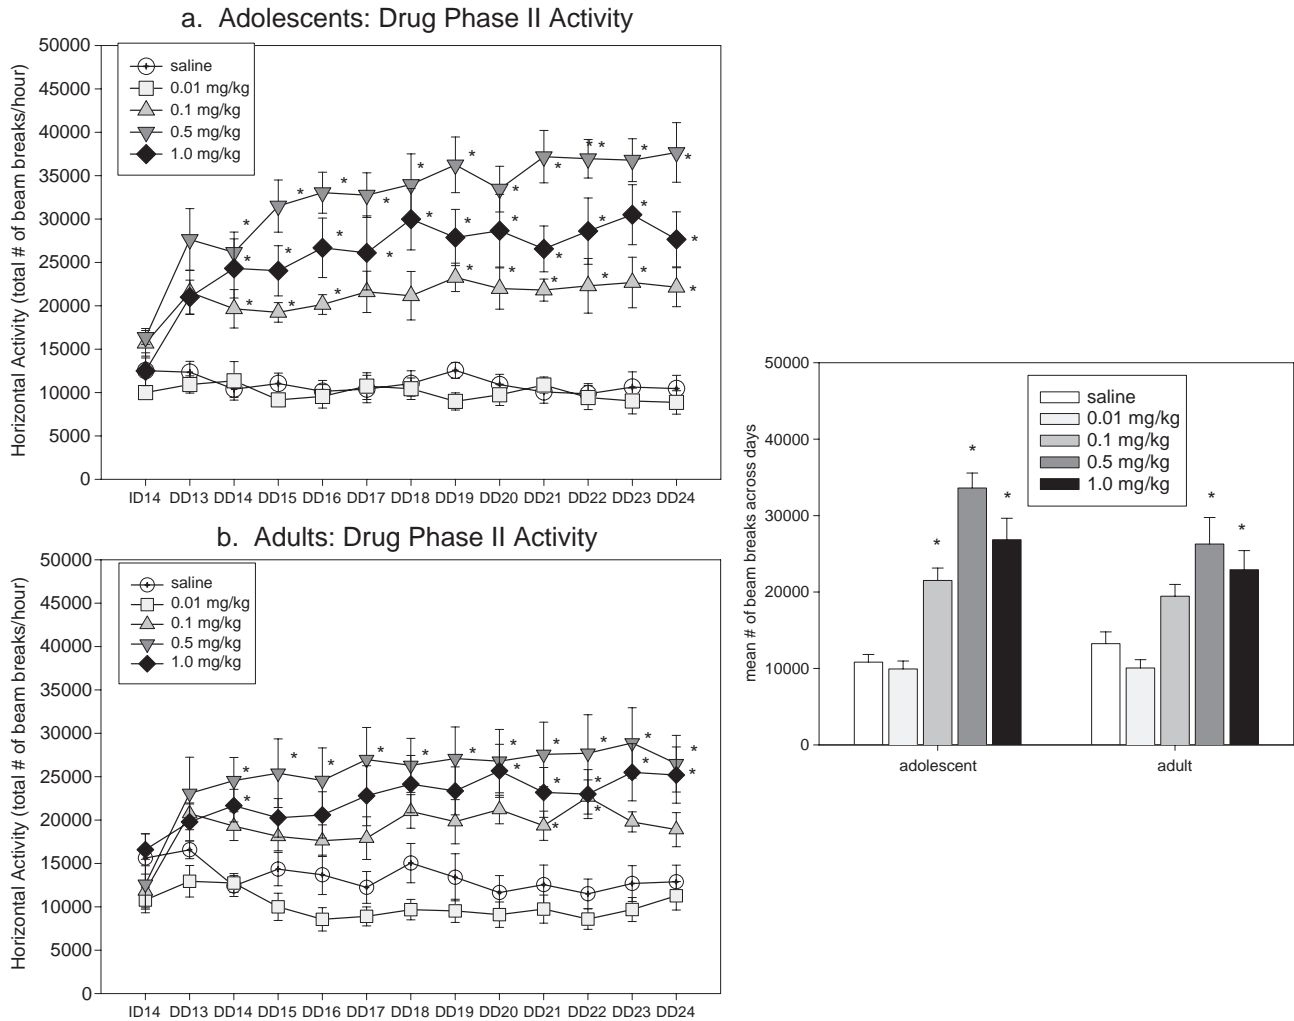 a. Adolescents: Drug Phase II Activity
Horizontal Activity (total # of beam breaks/hour)
50000
45000
40000
35000
30000
25000
20000
15000
10000
5000
0
saline
0.01 mg/kg
0.1 mg/kg
0.5 mg/kg
1.0 mg/kg
ID14 DD13 DD14 DD15 DD16 DD17 DD18 DD19 DD20 DD21 DD22 DD23 DD24
b. Adults: Drug Phase II Activity
Horizontal Activity (total # of beam breaks/hour)
50000
45000
40000
35000
30000
25000
20000
15000
10000
5000
0
saline
0.01 mg/kg
0.1 mg/kg
0.5 mg/kg
1.0 mg/kg
ID14 DD13 DD14 DD15 DD16 DD17 DD18 DD19 DD20 DD21 DD22 DD23 DD24
mean # of beam breaks across days
50000
40000
30000
20000
10000
0
saline
0.01 mg/kg
0.1 mg/kg
0.5 mg/kg
1.0 mg/kg
adolescent adult